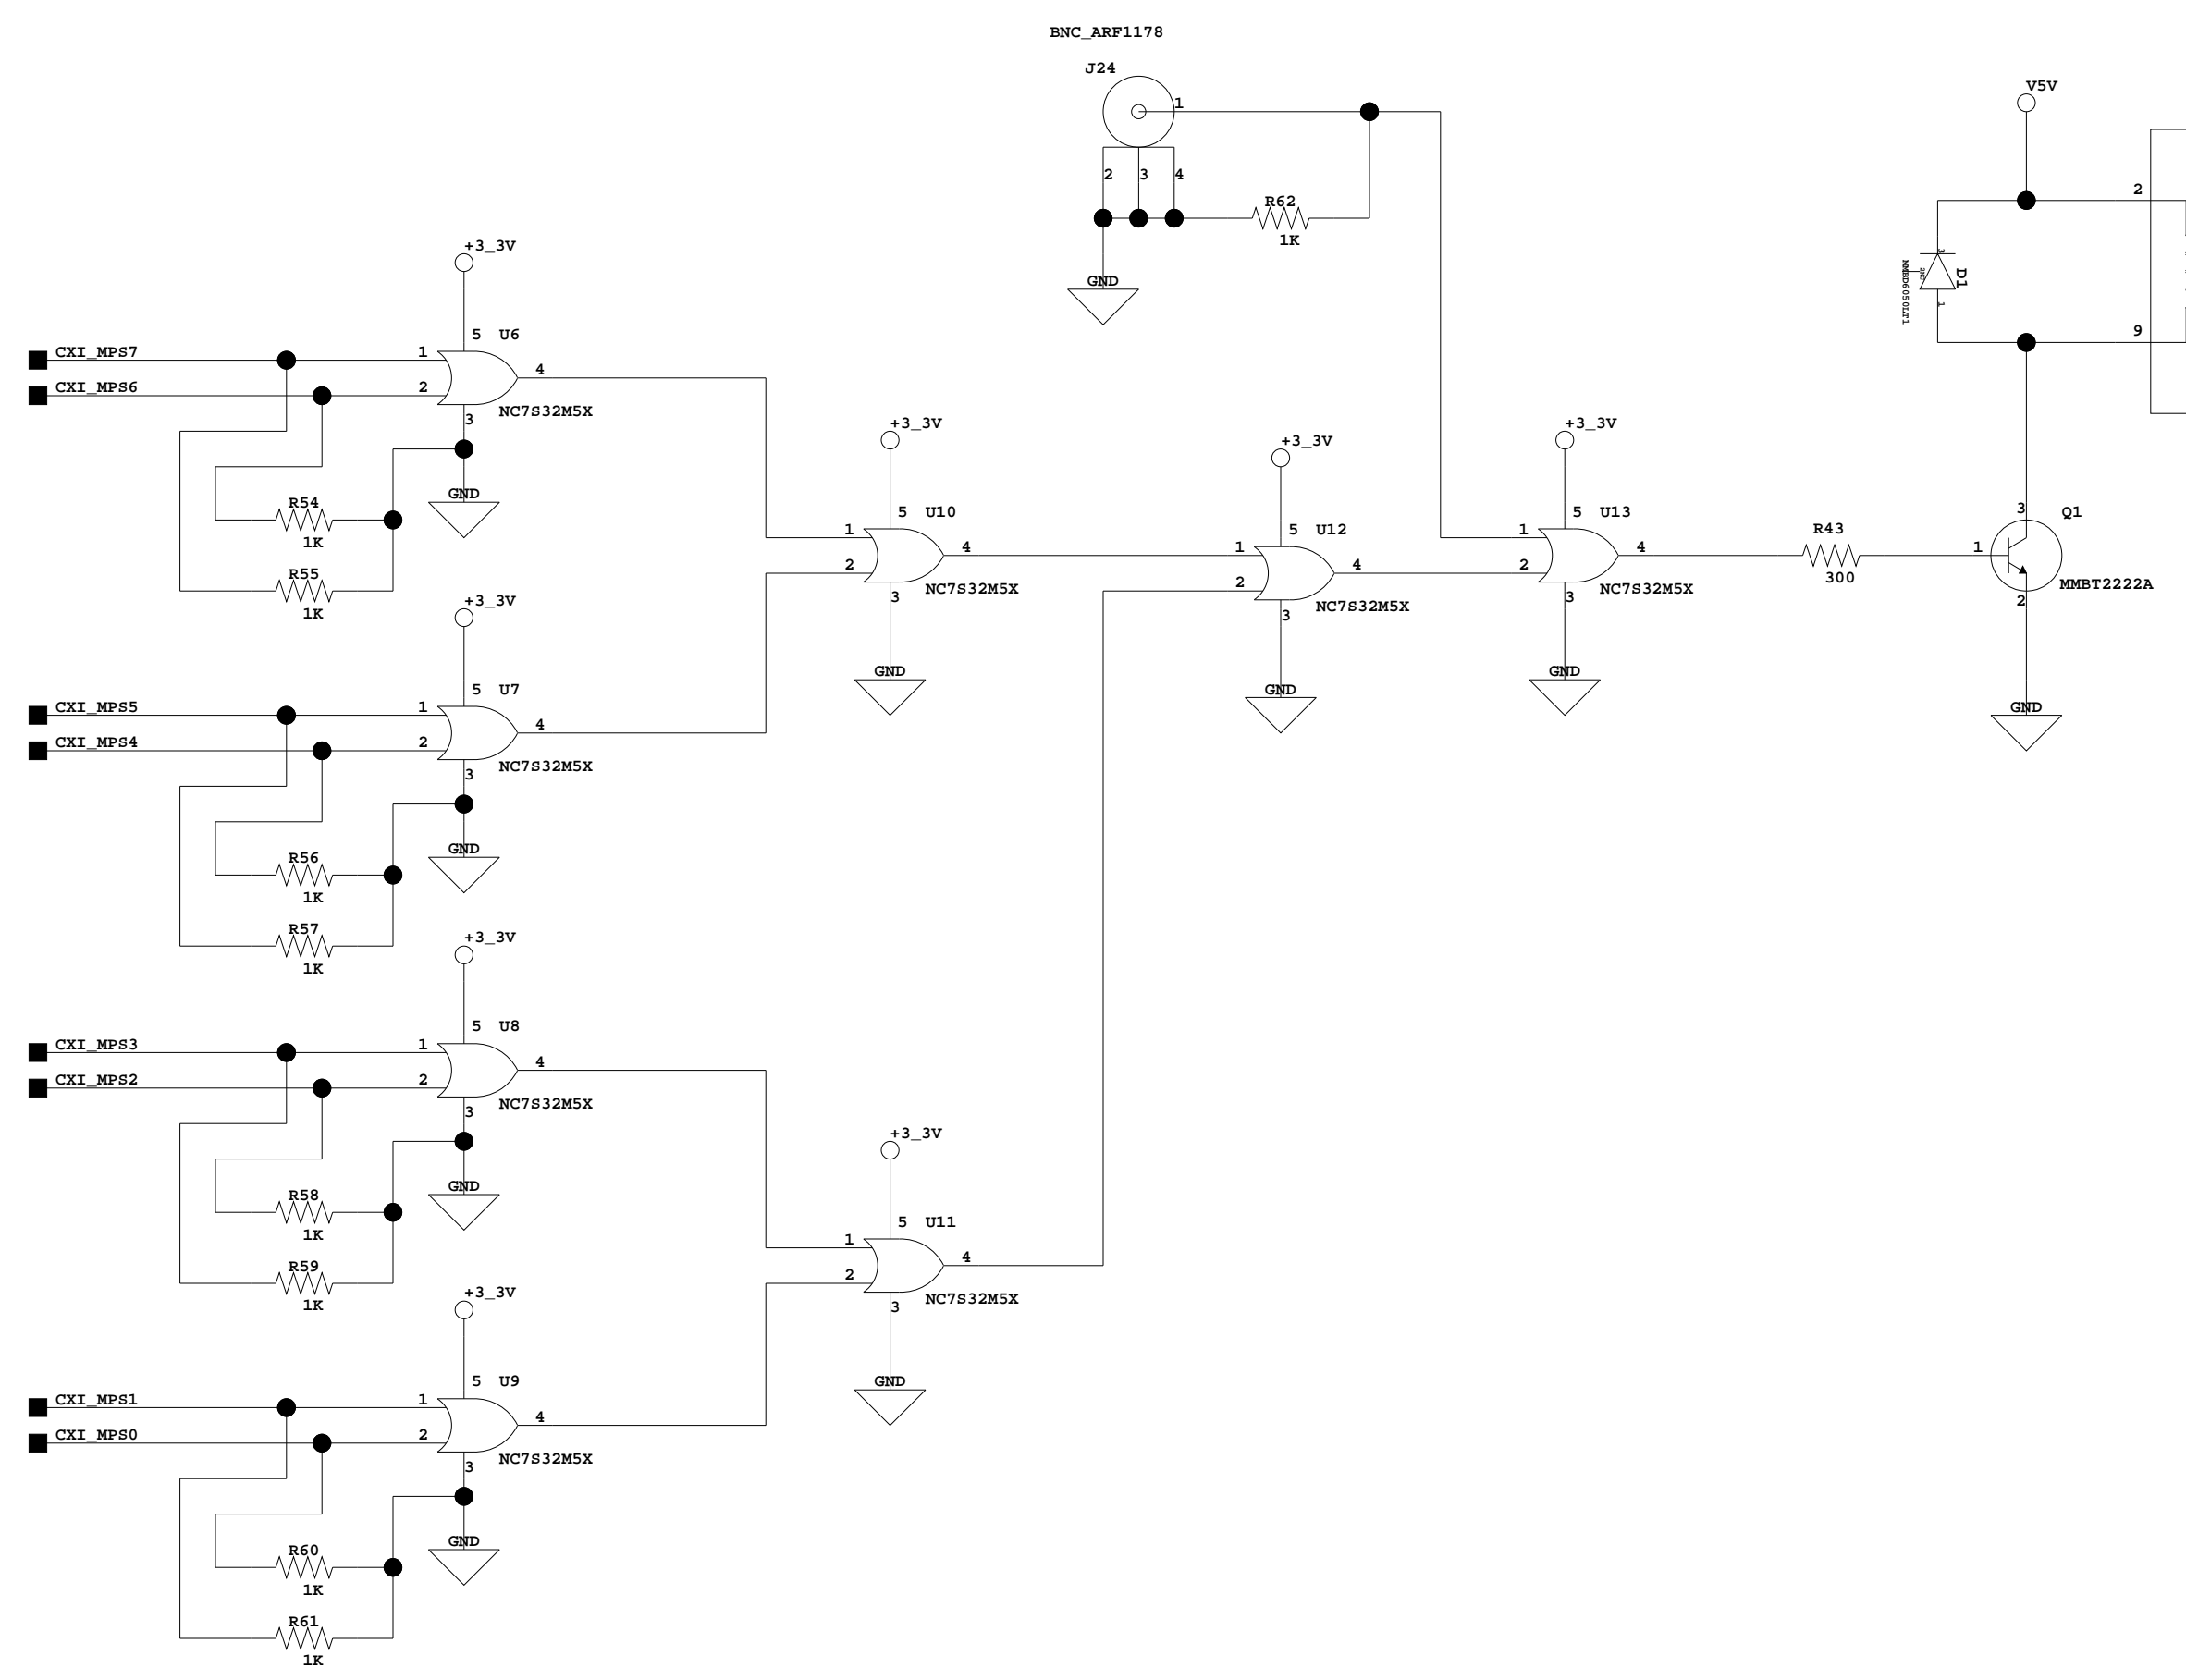 BNC_ARF1178
J24
1
2 3 4
R62
1K
GND
V5V
2
9
3
2NC
1
D1
MMBD6050LT1
+3_3V
5 U6
CXI_MPS7 1
CXI_MPS6 2
4
NC7S32M5X
3
GND
R54
1K
R55
1K
+3_3V
5 U7
CXI_MPS5 1
CXI_MPS4 2
4
NC7S32M5X
3
GND
R56
1K
R57
1K
+3_3V
5 U8
CXI_MPS3 1
CXI_MPS2 2
4
NC7S32M5X
3
GND
R58
1K
R59
1K
+3_3V
5 U9
CXI_MPS1 1
CXI_MPS0 2
4
NC7S32M5X
3
GND
R60
1K
R61
1K
+3_3V
5 U10
1
2
4
NC7S32M5X
3
GND
+3_3V
5 U11
1
2
4
NC7S32M5X
3
GND
+3_3V
5 U12
1
2
4
NC7S32M5X
3
GND
+3_3V
5 U13
1
2
4
NC7S32M5X
3
GND
R43
300
3 Q1
1
MMBT2222A
2
GND